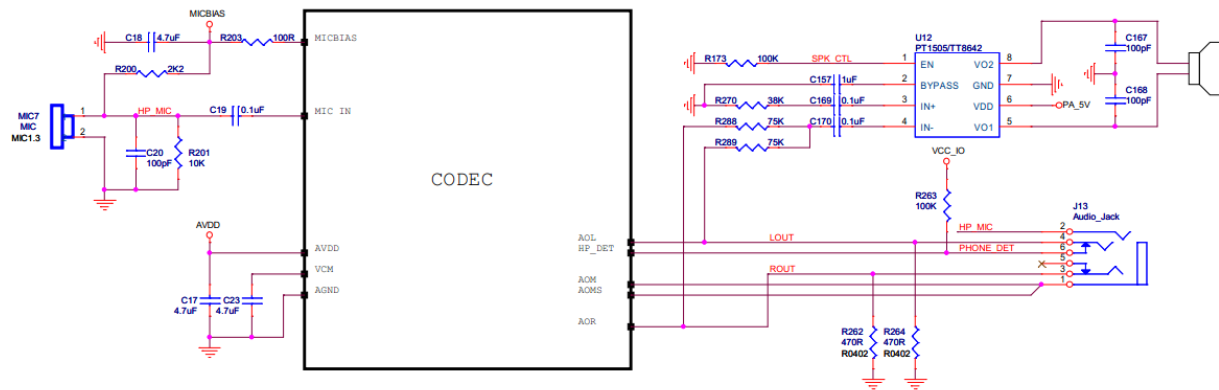 MICBIAS
C18
4.7uF
R203
100R
R200
2K2
MIC7
MIC
MIC1.3
1
2
HP_MIC
C19
0.1uF
C20
100pF
R201
10K
AVDD
C17
4.7uF
C23
4.7uF
MICBIAS
MIC IN
CODEC
AVDD
VCM
AGND
AOL
HP_DET
AOM
AOMS
AOR
R173
100K
SPK_CTL
C157
1uF
R270
38K
C169
0.1uF
R288
75K
C170
0.1uF
R289
75K
U12
PT1505/TT8642
1
EN
VO2
8
2
BYPASS
GND
7
3
IN+
VDD
6
4
IN-
VO1
5
PA_5V
C167
100pF
C168
100pF
VCC_IO
R263
100K
J13
Audio_Jack
HP_MIC
2
LOUT
4
PHONE_DET
6
5
ROUT
3
1
R262
470R
R0402
R264
470R
R0402